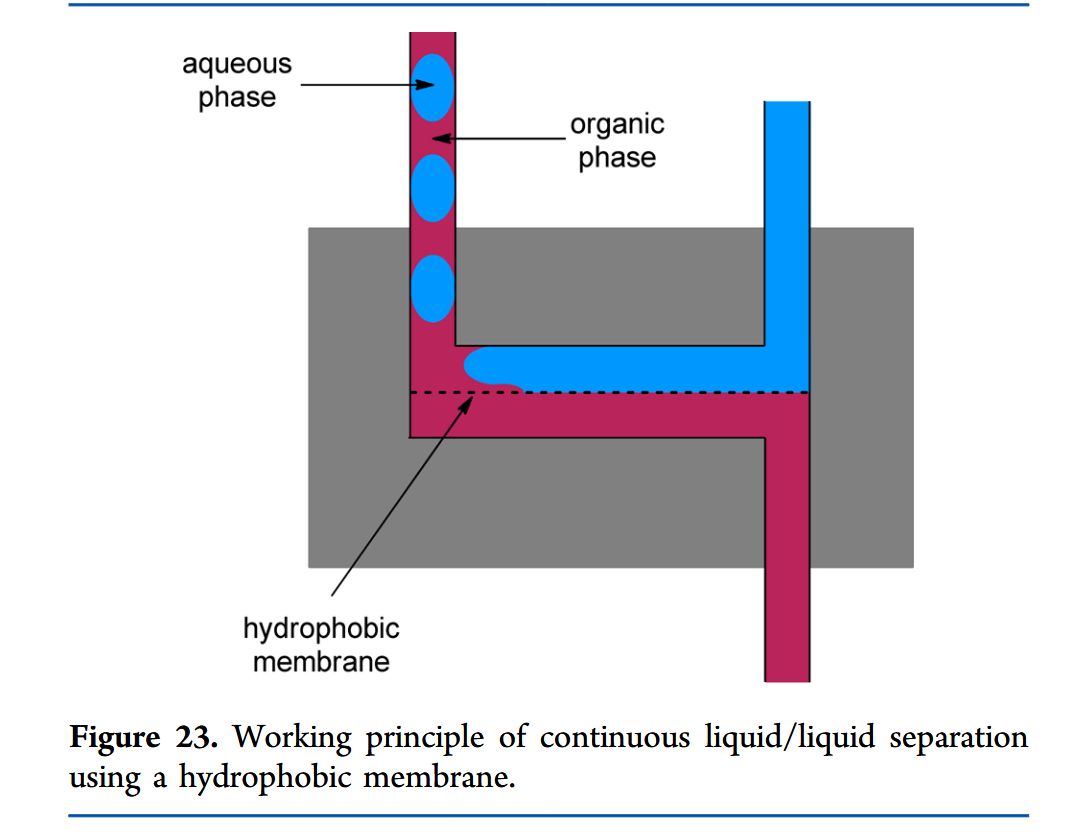 aqueous
phase
organic
phase
hydrophobic
membrane
Figure 23. Working principle of continuous liquid/liquid separation
using a hydrophobic membrane.